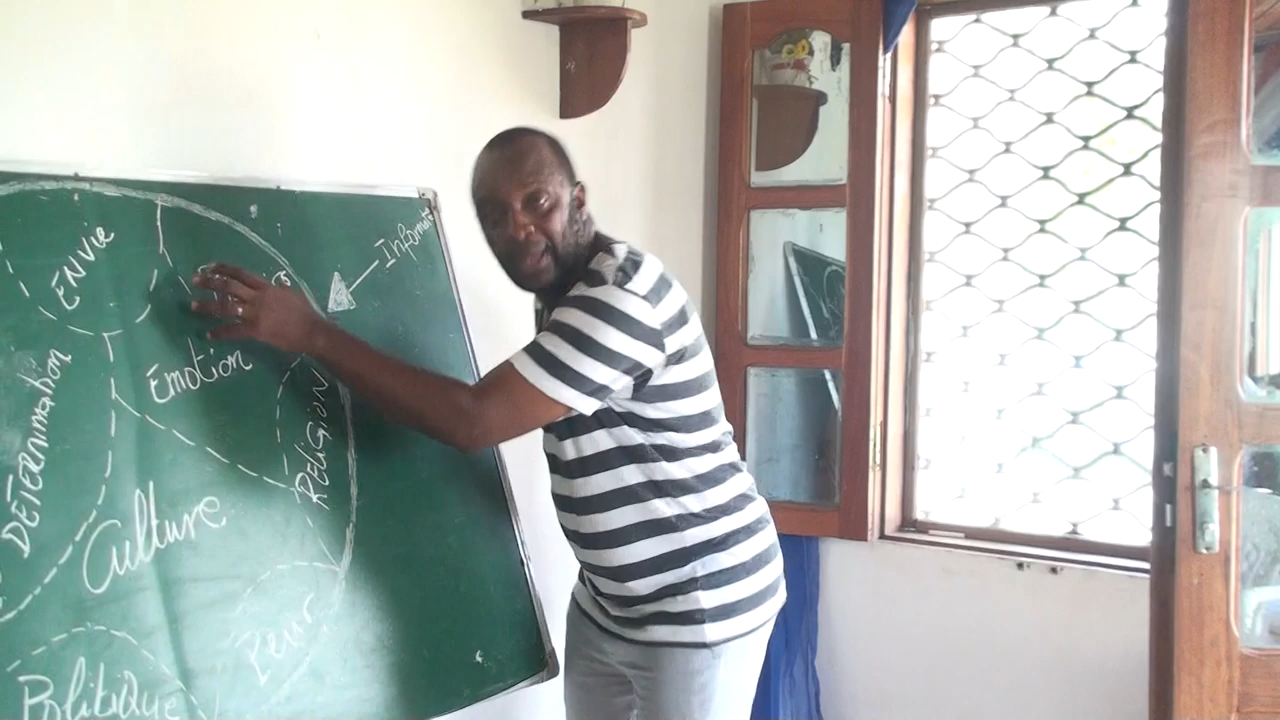 ENVIE
Informat
Émotion
DÉTERMINATION
RELIGION
Culture
Peur
Politique